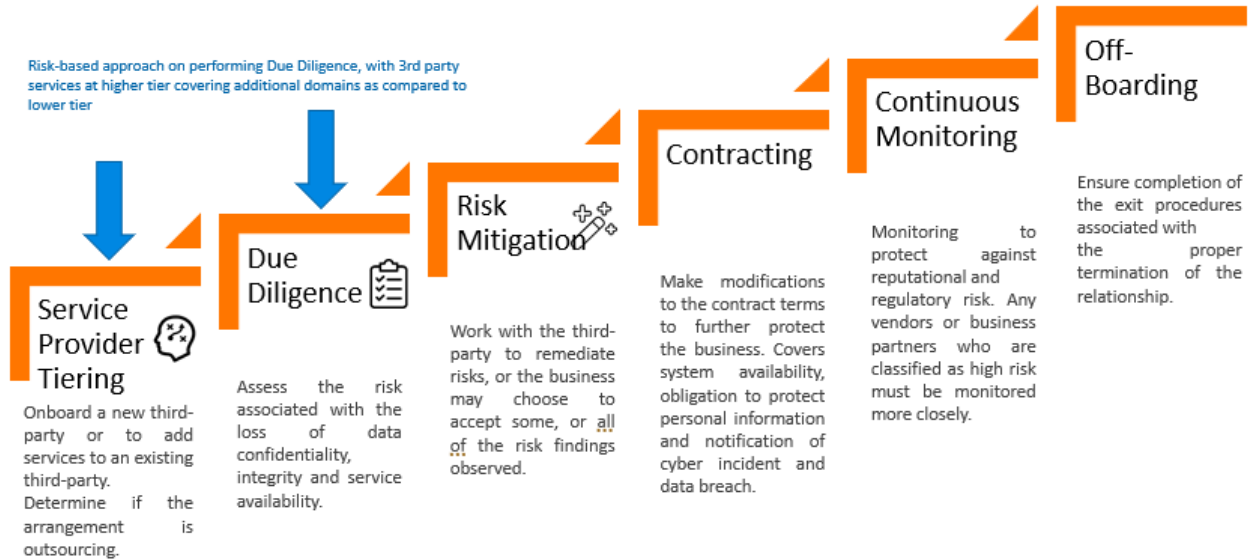 Risk-based approach on performing Due Diligence, with 3rd party
services at higher tier covering additional domains as compared to
lower tier
Service
Provider
Tiering
Onboard a new third-
party or to add
services to an existing
third-party.
Determine if the
arrangement is
outsourcing.
Due
Diligence
Assess the risk
associated with the
loss of data
confidentiality,
integrity and service
availability.
Risk
Mitigation
Work with the third-
party to remediate
risks, or the business
may choose to
accept some, or all
of the risk findings
observed.
Contracting
Make modifications
to the contract terms
to further protect
the business. Covers
system availability,
obligation to protect
personal information
and notification of
cyber incident and
data breach.
Continuous
Monitoring
Monitoring to
protect against
reputational and
regulatory risk. Any
vendors or business
partners who are
classified as high risk
must be monitored
more closely.
Off-
Boarding
Ensure completion of
the exit procedures
associated with
the proper
termination of the
relationship.